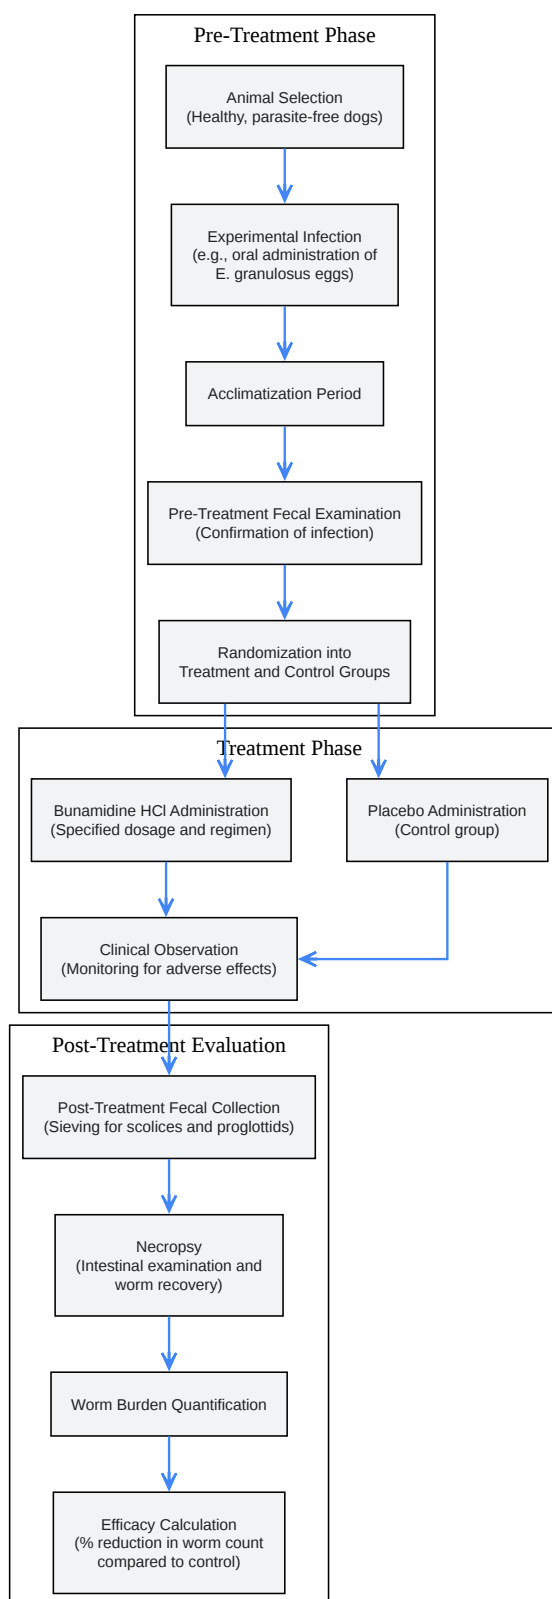 Pre-Treatment Phase
Animal Selection
(Healthy, parasite-free dogs)
Experimental Infection
(e.g., oral administration of
E. granulosus eggs)
Acclimatization Period
Pre-Treatment Fecal Examination
(Confirmation of infection)
Randomization into
Treatment and Control Groups
Treatment Phase
Bunamidine HCl Administration
(Specified dosage and regimen)
Placebo Administration
(Control group)
Clinical Observation
(Monitoring for adverse effects)
Post-Treatment Evaluation
Post-Treatment Fecal Collection
(Sieving for scolices and proglottids)
Necropsy
(Intestinal examination and
worm recovery)
Worm Burden Quantification
Efficacy Calculation
(% reduction in worm count
compared to control)